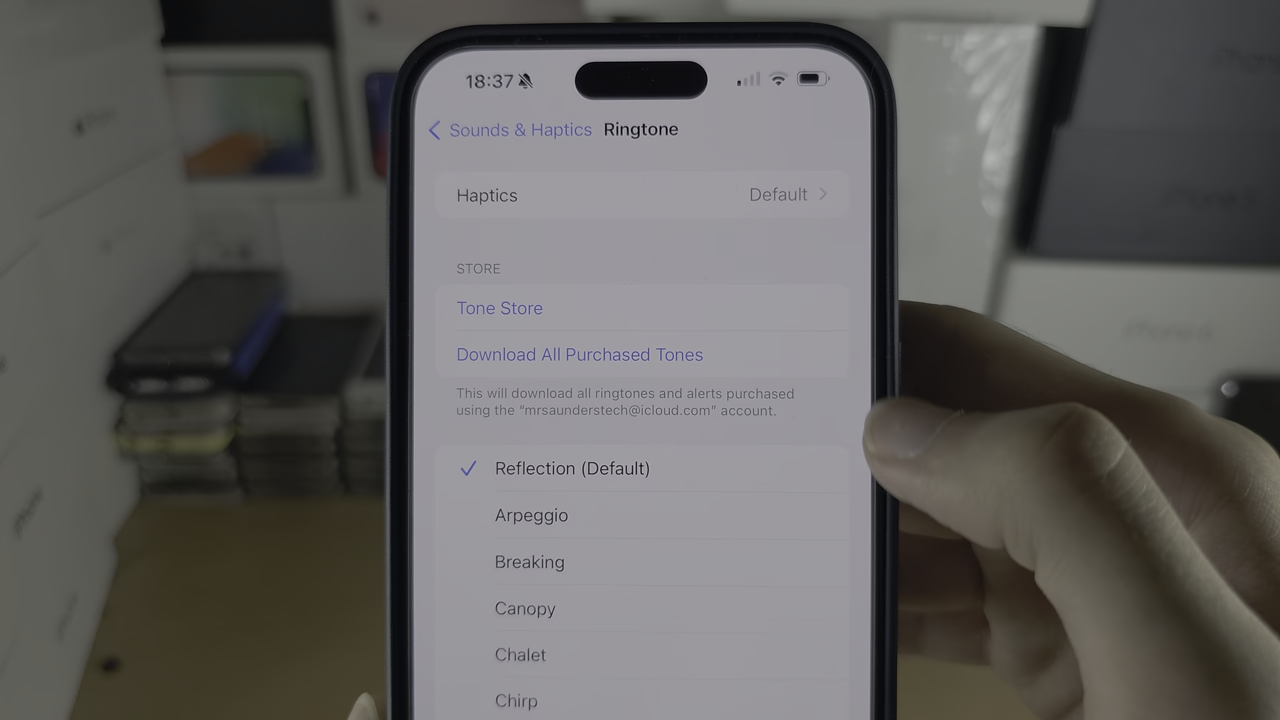 18:37
Sounds & Haptics Ringtone
Haptics Default
STORE
Tone Store
Download All Purchased Tones
This will download all ringtones and alerts purchased
using the “mrsaunderstech@icloud.com” account.
Reflection (Default)
Arpeggio
Breaking
Canopy
Chalet
Chirp